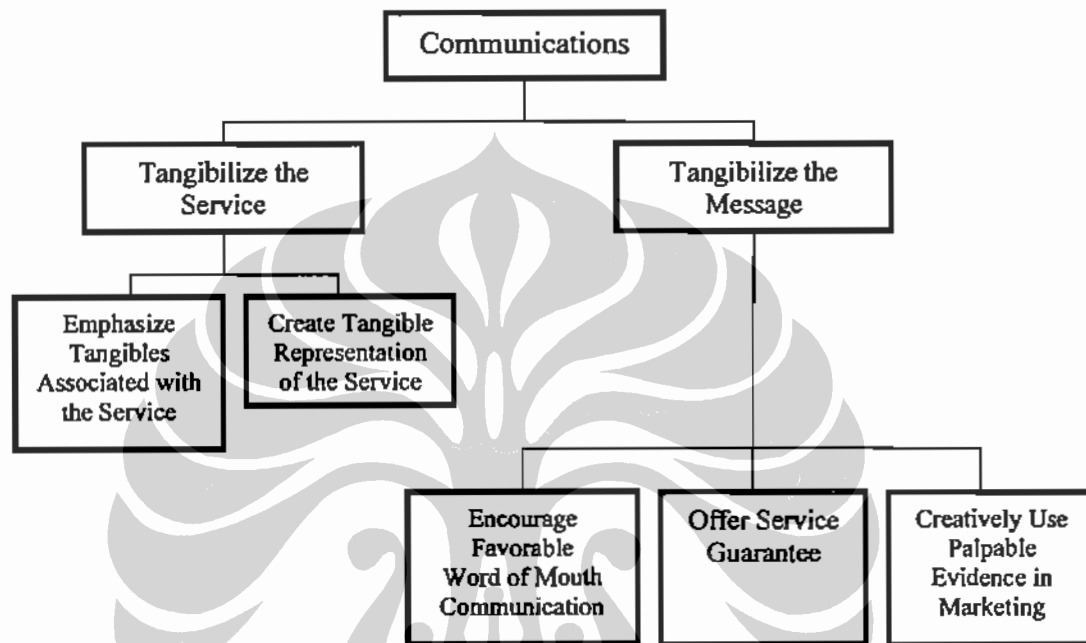 Communications
Tangibilize the
Service
Tangibilize the
Message
Emphasize
Tangibles
Associated with
the Service
Create Tangible
Representation
of the Service
Encourage
Favorable
Word of Mouth
Communication
Offer Service
Guarantee
Creatively Use
Palpable
Evidence in
Marketing